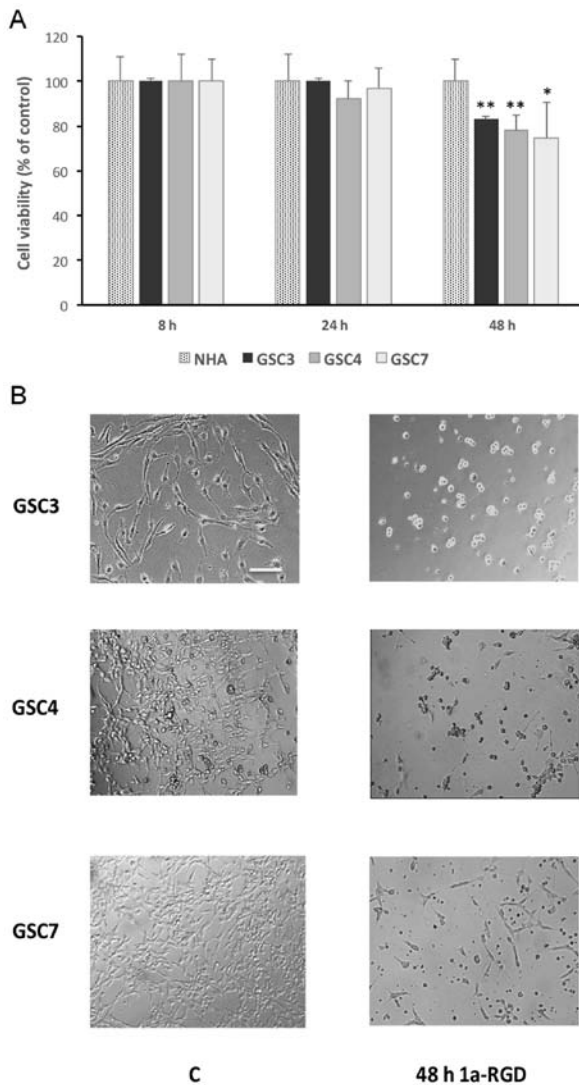 A
Cell viability (% of control)
120
100
80
60
40
20
0
** ** *
8 h 24 h 48 h
NHA GSC3 GSC4 GSC7
B
GSC3
GSC4
GSC7
C 48 h 1a-RGD